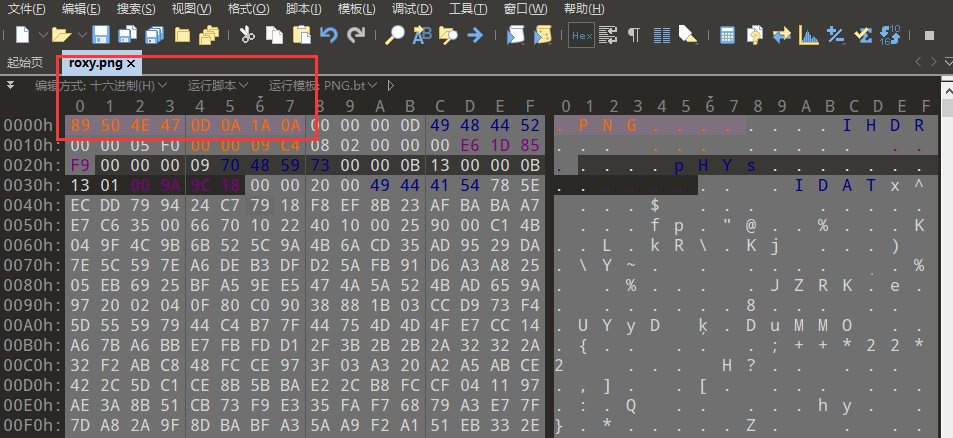 文件(F) 编辑(E) 搜索(S) 视图(V) 格式(O) 脚本(I) 模板(L) 调试(D) 工具(T) 窗口(W) 帮助(H)
Hex
起始页 roxy.png ×
编辑方式: 十六进制(H) 运行脚本 运行模板: PNG.bt
0 1 2 3 4 5 6 7 8 9 A B C D E F 0 1 2 3 4 5 6 7 8 9 A B C D E F
0000h: 89 50 4E 47 0D 0A 1A 0A 00 00 00 0D 49 48 44 52 .PNG........IHDR
0010h: 00 00 05 F0 00 00 09 C4 08 02 00 00 00 E6 1D 85
0020h: F9 00 00 00 09 70 48 59 73 00 00 0B 13 00 00 0B .....pHYs.......
0030h: 13 01 00 9A 9C 18 00 00 20 00 49 44 41 54 78 5E ........ .IDATx^
0040h: EC DD 79 94 24 C7 79 18 F8 EF 8B 23 AF BA BA A7
0050h: E7 C6 35 00 66 70 10 22 40 10 00 25 90 00 C1 4B
0060h: 04 9F 4C 9B 6B 52 5C 9A 4B 6A CD 35 AD 95 29 DA
0070h: 7E 5C 59 7E A6 DE B3 DF D2 5A FB 91 D6 A3 A8 25
0080h: 05 EB 69 25 BF A5 9E E5 47 4A 5A 52 4B AD 65 9A
0090h: 97 20 02 04 0F 80 C0 90 38 88 1B 03 CC D9 73 F4
00A0h: 5D 55 59 79 44 C4 B7 7F 44 75 4D 4D 4F E7 CC 14
00B0h: A6 7B A6 BB E7 FB FD D1 2F 3B 2B 2B 2A 32 32 2A
00C0h: 32 F2 AB C8 48 FC CE 97 3F 03 A3 20 A2 A5 AB CE
00D0h: 42 2C 5D C1 CE 8B 5B BA E2 2C B8 FC CF 04 11 97
00E0h: AE 3A 8B 51 CB 73 F9 E3 35 FA F7 68 79 A3 E7 7F
00F0h: 7D A8 2A 9F 8D BA BF A3 5A A9 F2 A1 51 EB 33 2E